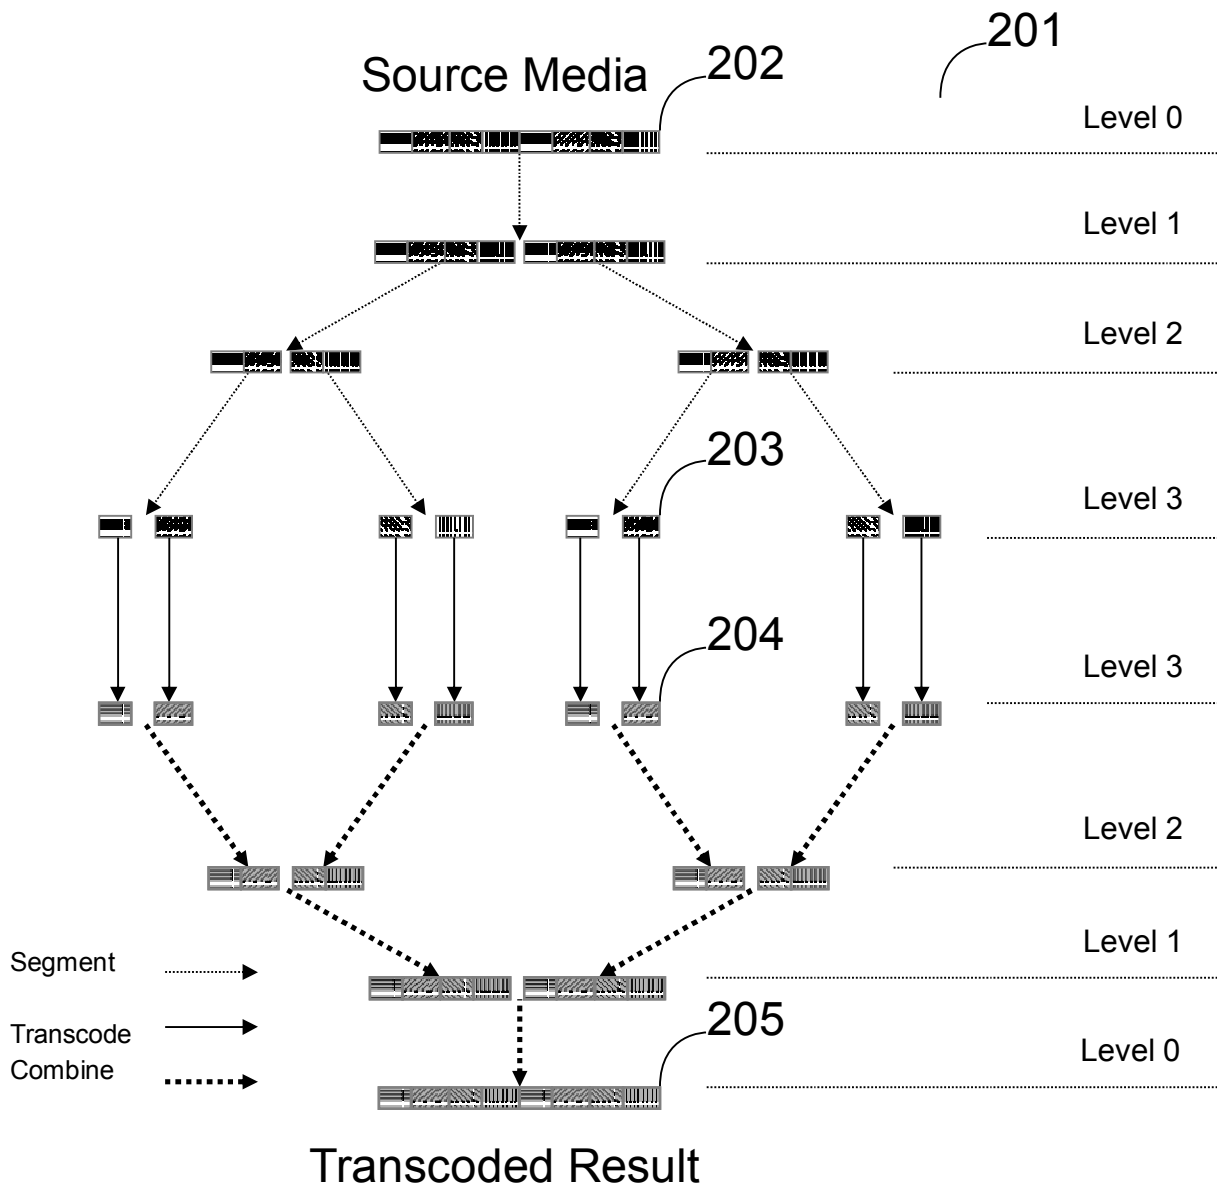 201
Source Media
202
Level 0
Level 1
Level 2
203
Level 3
204
Level 3
Level 2
Level 1
Segment
205
Transcode
Level 0
Combine
Transcoded Result